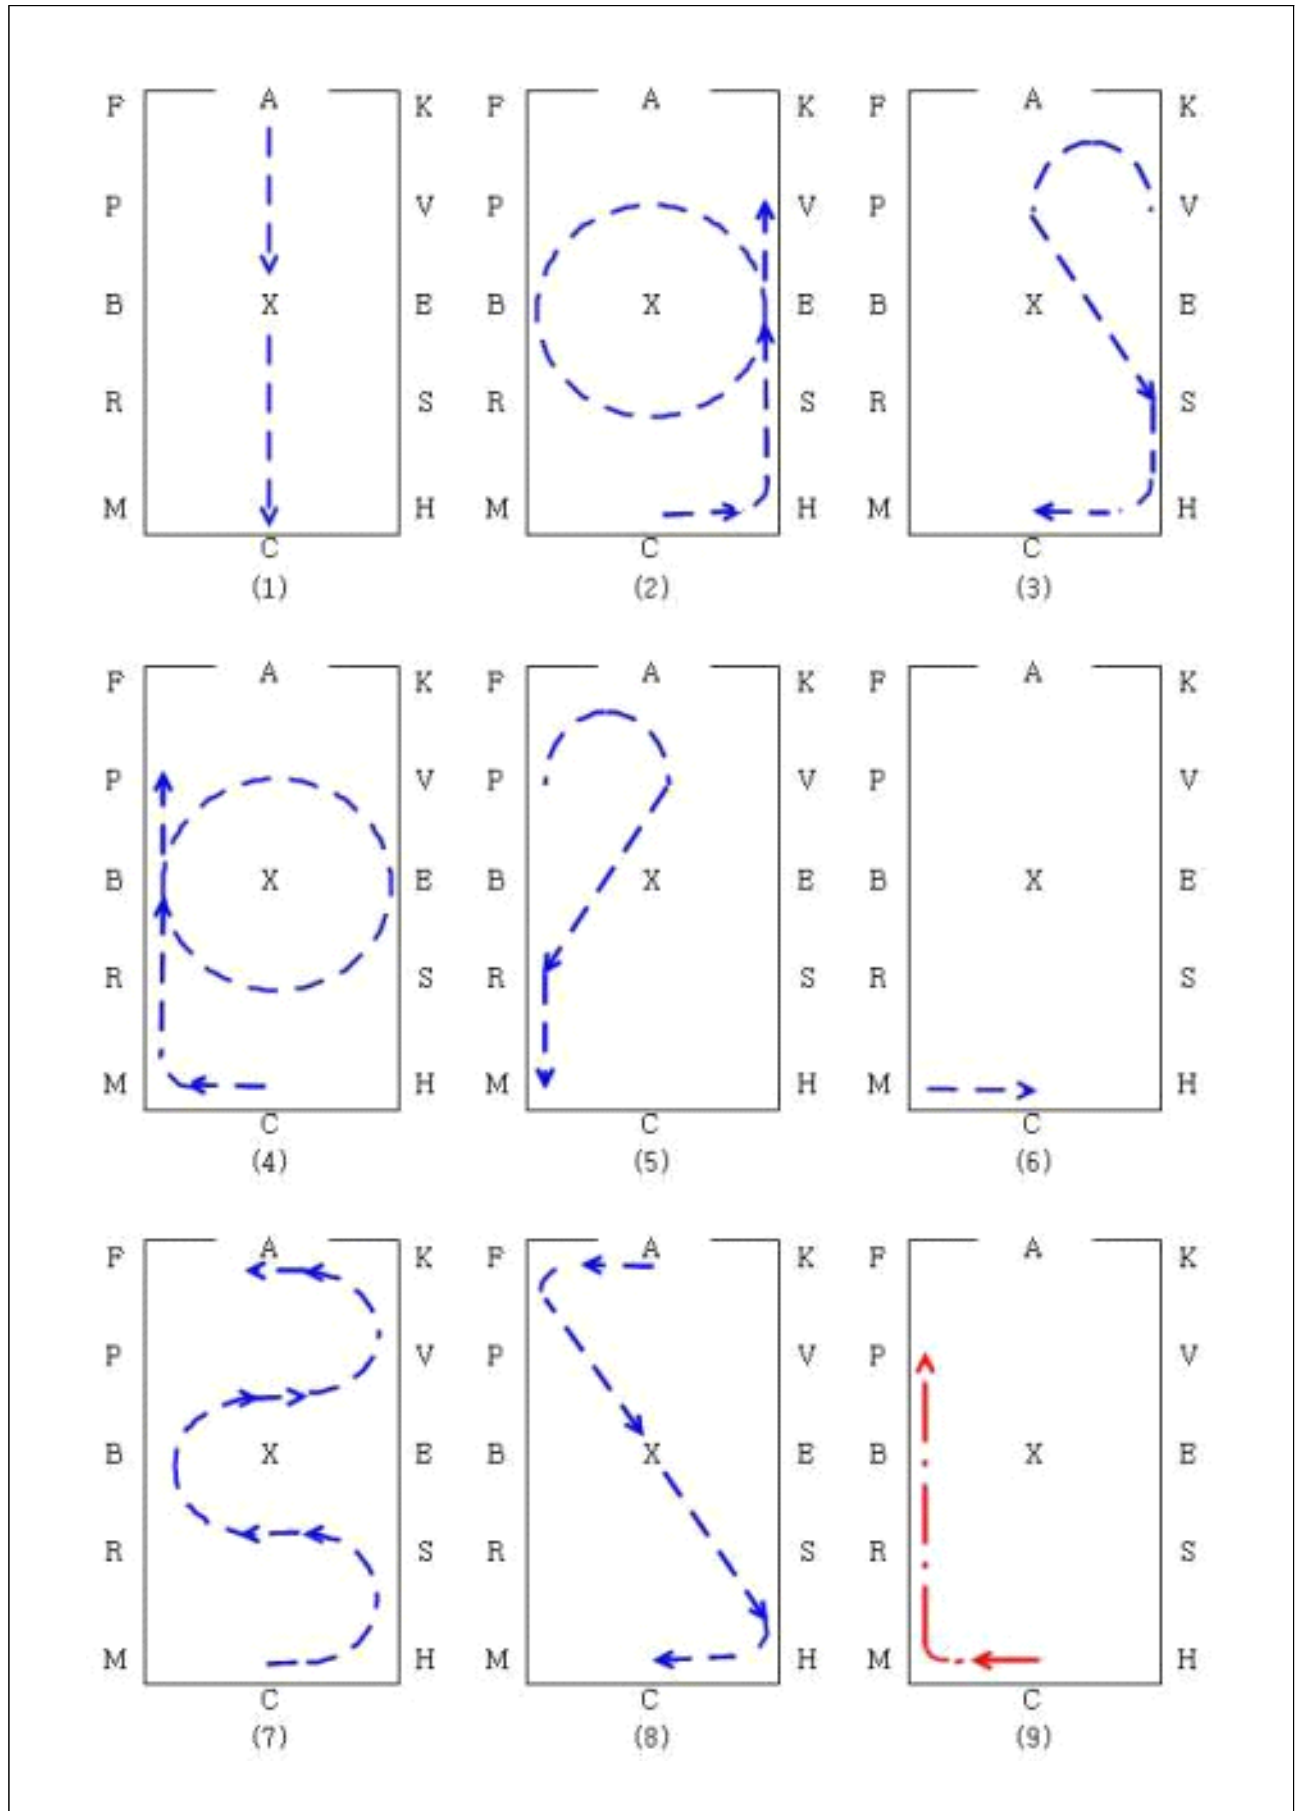 F A K F A K F A K
P V P V P V
B X E B X E B X E
R S R S R S
M H M H M H
C C C
(1) (2) (3)
F A K F A K F A K
P V P V P V
B X E B X E B X E
R S R S R S
M H M H M H
C C C
(4) (5) (6)
F A K F A K F A K
P V P V P V
B X E B X E B X E
R S R S R S
M H M H M H
C C C
(7) (8) (9)